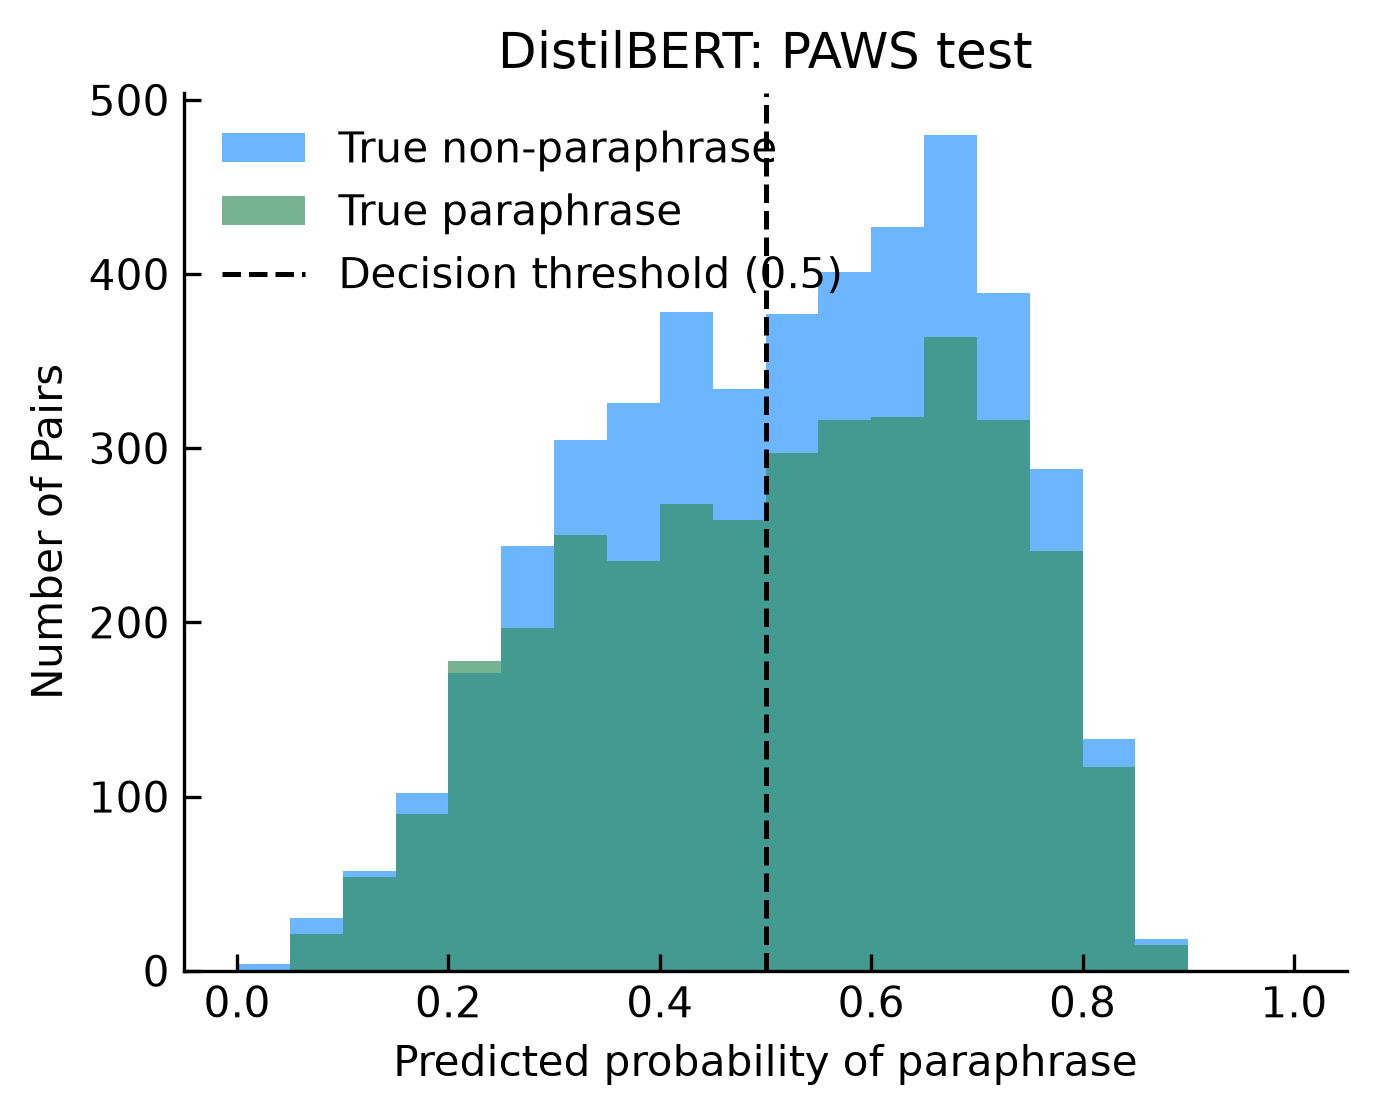 DistilBERT: PAWS test
500
400
300
200
100
0
Number of Pairs
True non-paraphrase
True paraphrase
Decision threshold (0.5)
0.0 0.2 0.4 0.6 0.8 1.0
Predicted probability of paraphrase